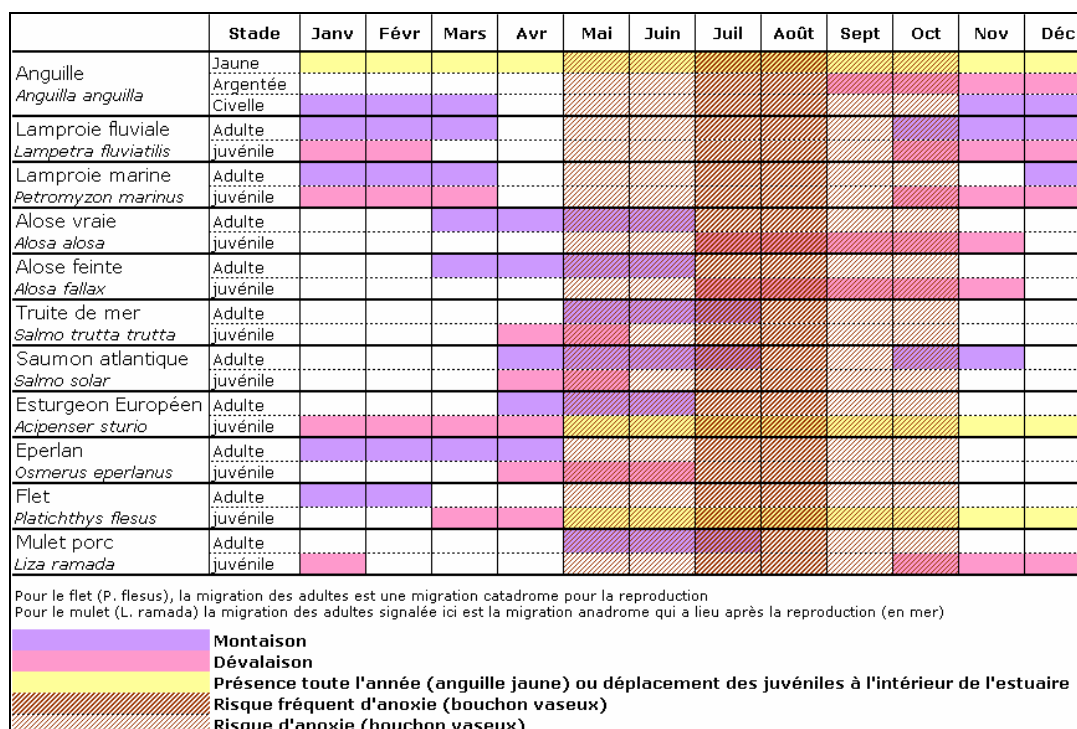 Stade Janv Févr Mars Avr Mai Juin Juil Août Sept Oct Nov Déc
Anguille
Anguilla anguilla
Jaune
Argentée
Civelle
Lamproie fluviale Adulte
Lampetra fluviatilis juvénile
Lamproie marine Adulte
Petromyzon marinus juvénile
Alose vraie Adulte
Alosa alosa juvénile
Alose feinte Adulte
Alosa fallax juvénile
Truite de mer Adulte
Salmo trutta trutta juvénile
Saumon atlantique Adulte
Salmo solar juvénile
Esturgeon Européen Adulte
Acipenser sturio juvénile
Eperlan Adulte
Osmerus eperlanus juvénile
Flet Adulte
Platichthys flesus juvénile
Mulet porc Adulte
Liza ramada juvénile
Pour le flet (P. flesus), la migration des adultes est une migration catadrome pour la reproduction
Pour le mulet (L. ramada) la migration des adultes signalée ici est la migration anadrome qui a lieu après la reproduction (en mer)
Montaison
Dévalaison
Présence toute l'année (anguille jaune) ou déplacement des juvéniles à l'intérieur de l'estuaire
Risque fréquent d'anoxie (bouchon vaseux)
Risque d'anoxie (bouchon vaseux)